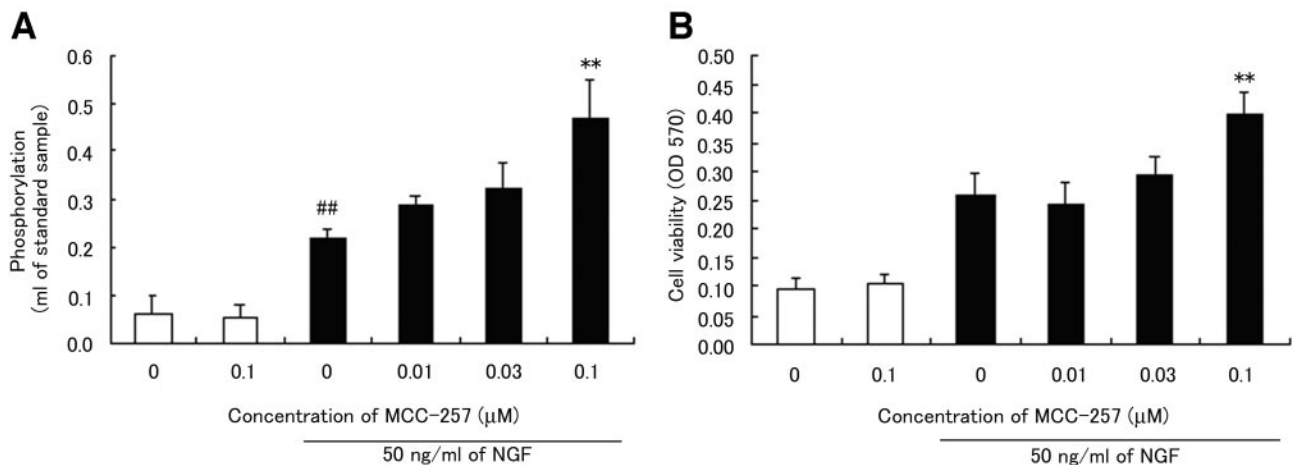 A
Phosphorylation
(ml of standard sample)
0.6
0.5
0.4
0.3
0.2
0.1
0.0
##
**
0 0.1 0 0.01 0.03 0.1
Concentration of MCC-257 (μM)
50 ng/ml of NGF
B
Cell viability (OD 570)
0.50
0.45
0.40
0.35
0.30
0.25
0.20
0.15
0.10
0.05
0.00
**
0 0.1 0 0.01 0.03 0.1
Concentration of MCC-257 (μM)
50 ng/ml of NGF